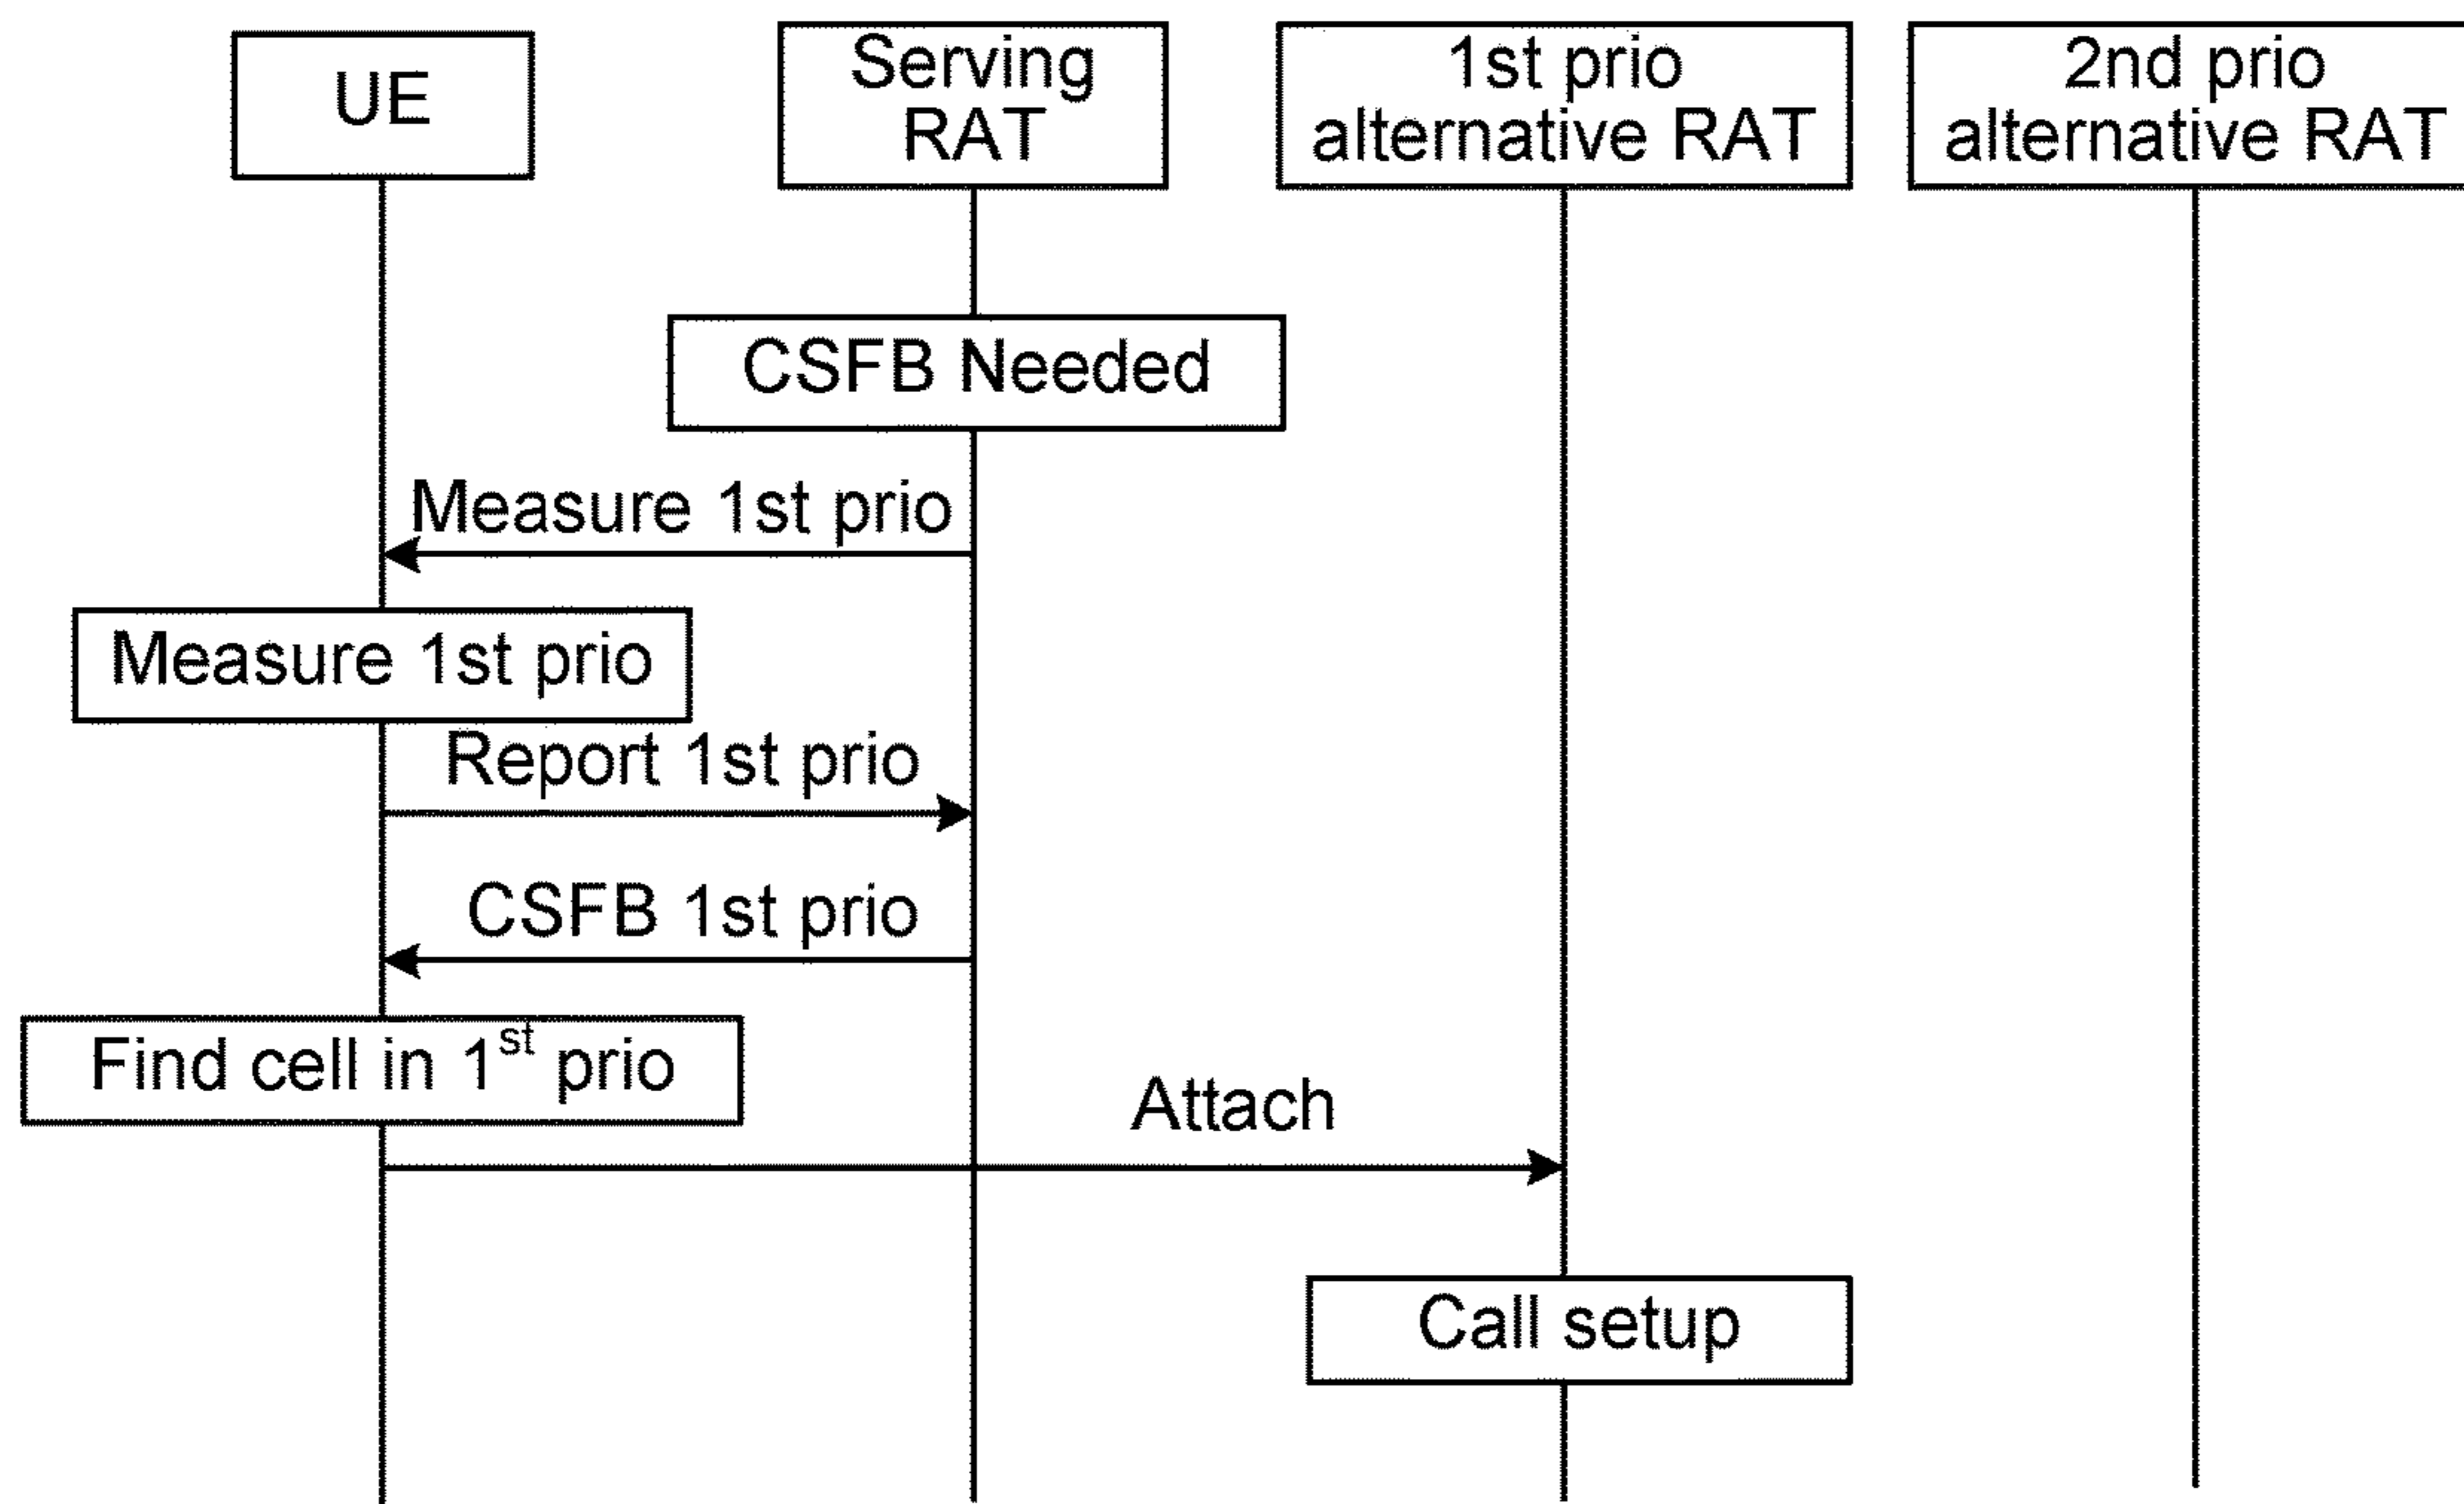 UE
Serving
RAT
1st prio
alternative RAT
2nd prio
alternative RAT
CSFB Needed
Measure 1st prio
Measure 1st prio
Report 1st prio
CSFB 1st prio
Find cell in 1st prio
Attach
Call setup